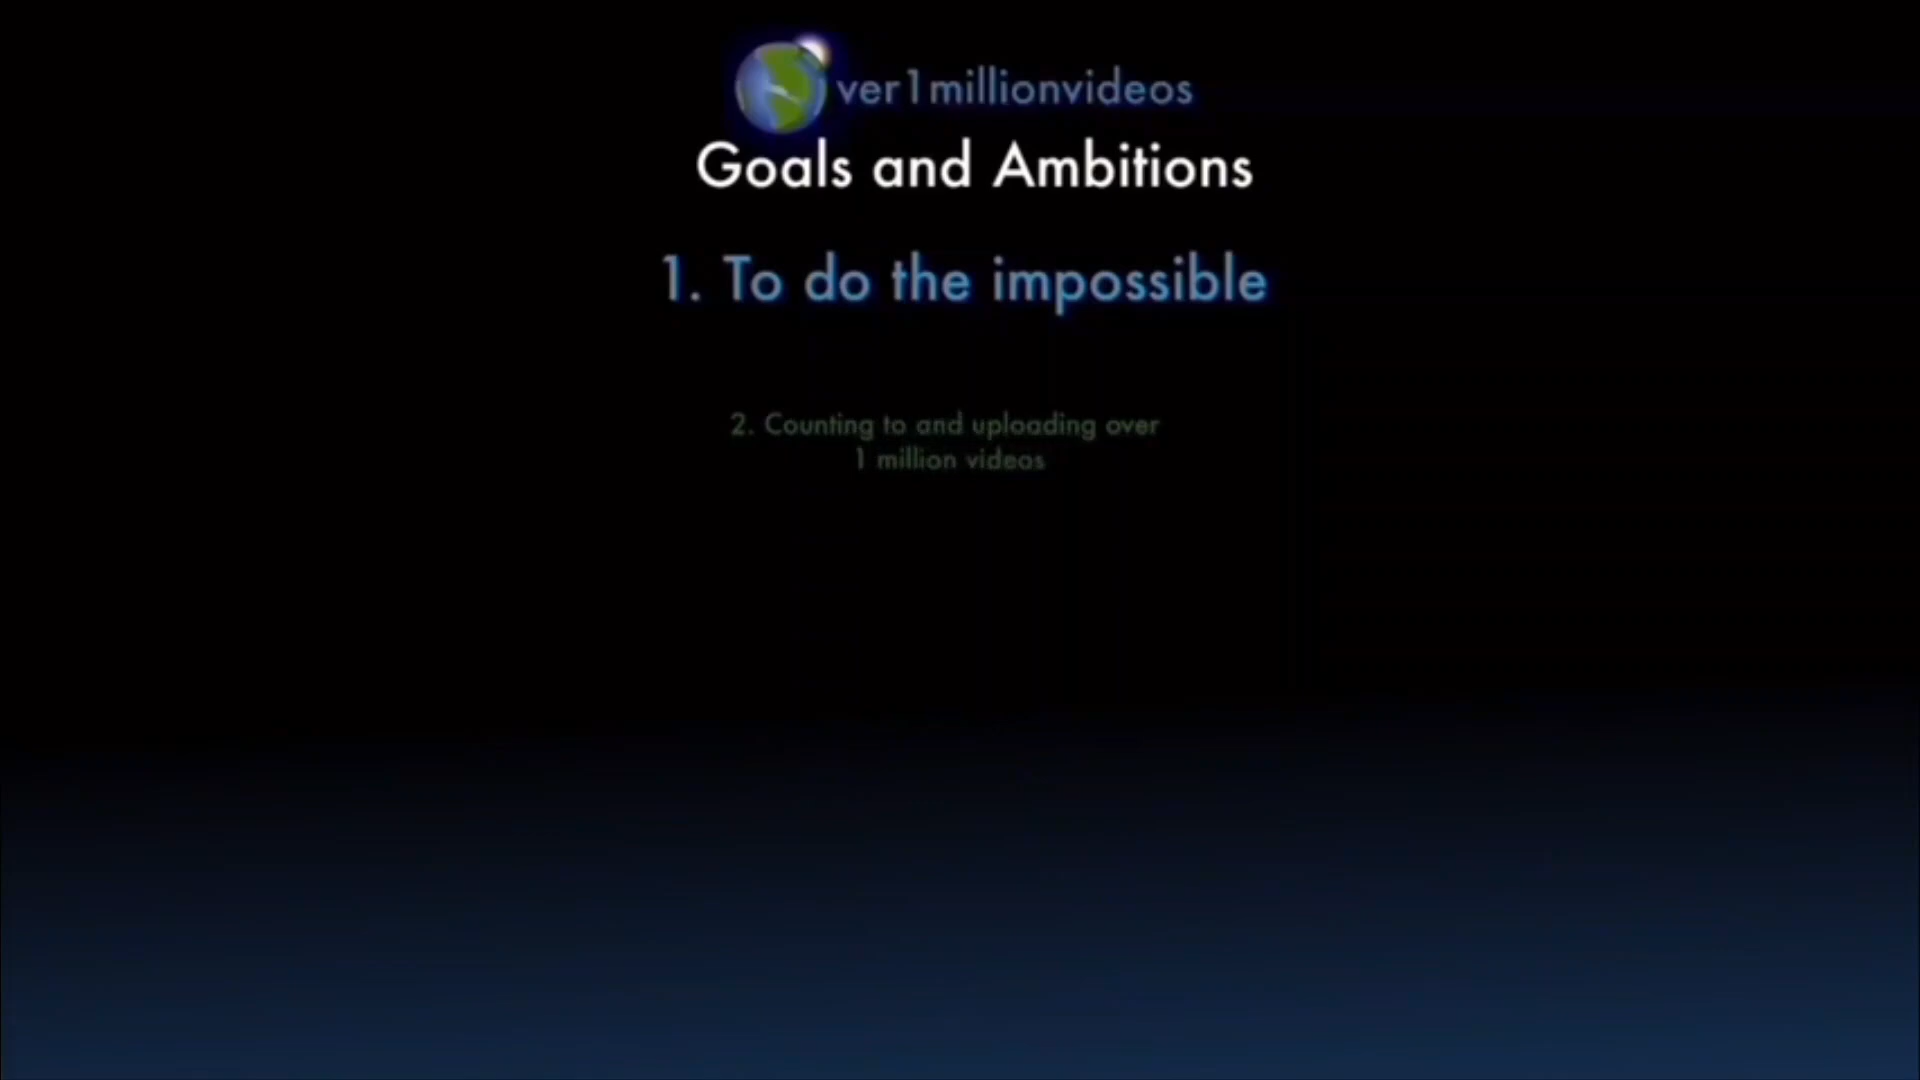 ver1millionvideos
Goals and Ambitions
1. To do the impossible
2. Counting to and uploading over
1 million videos